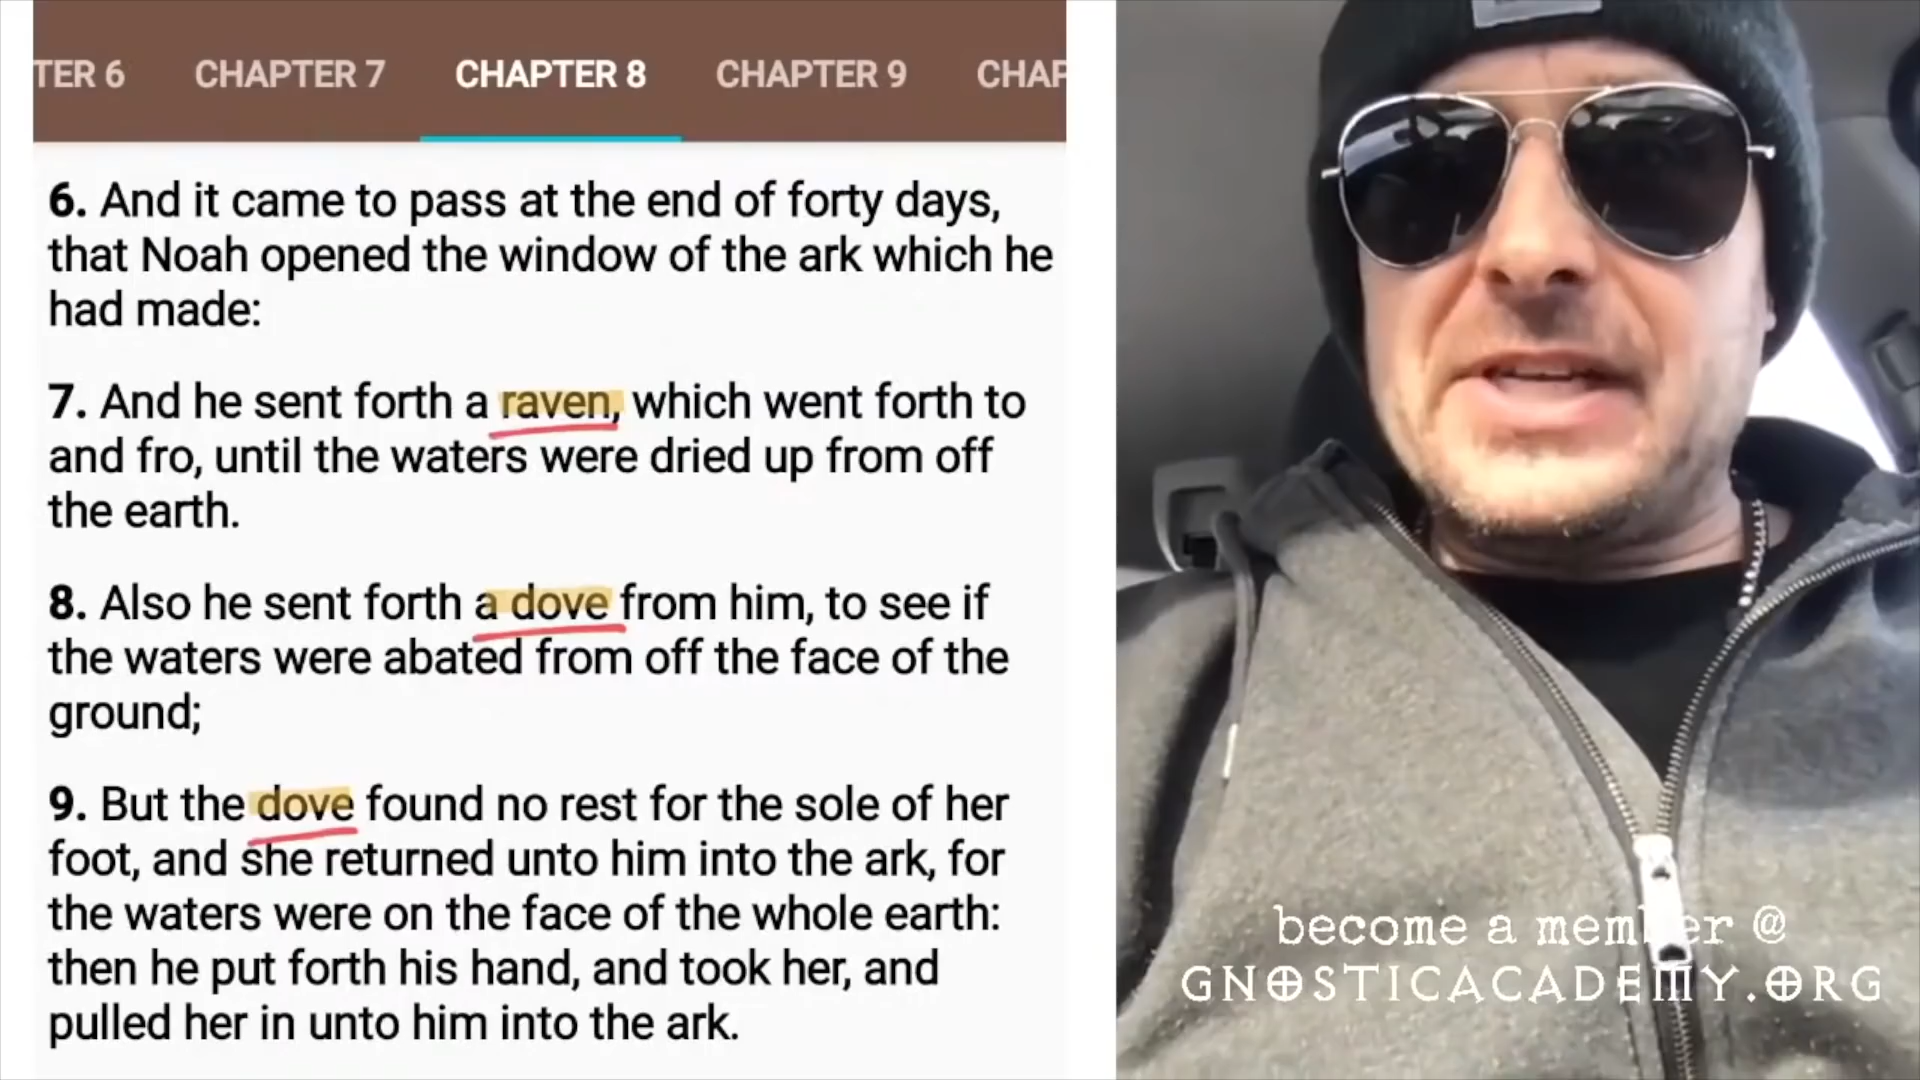 TER 6 CHAPTER 7 CHAPTER 8 CHAPTER 9 CHAP
6. And it came to pass at the end of forty days,
that Noah opened the window of the ark which he
had made:
7. And he sent forth a raven, which went forth to
and fro, until the waters were dried up from off
the earth.
8. Also he sent forth a dove from him, to see if
the waters were abated from off the face of the
ground;
9. But the dove found no rest for the sole of her
foot, and she returned unto him into the ark, for
the waters were on the face of the whole earth:
then he put forth his hand, and took her, and
pulled her in unto him into the ark.
become a member @
GNOSTICACADEMY.ORG